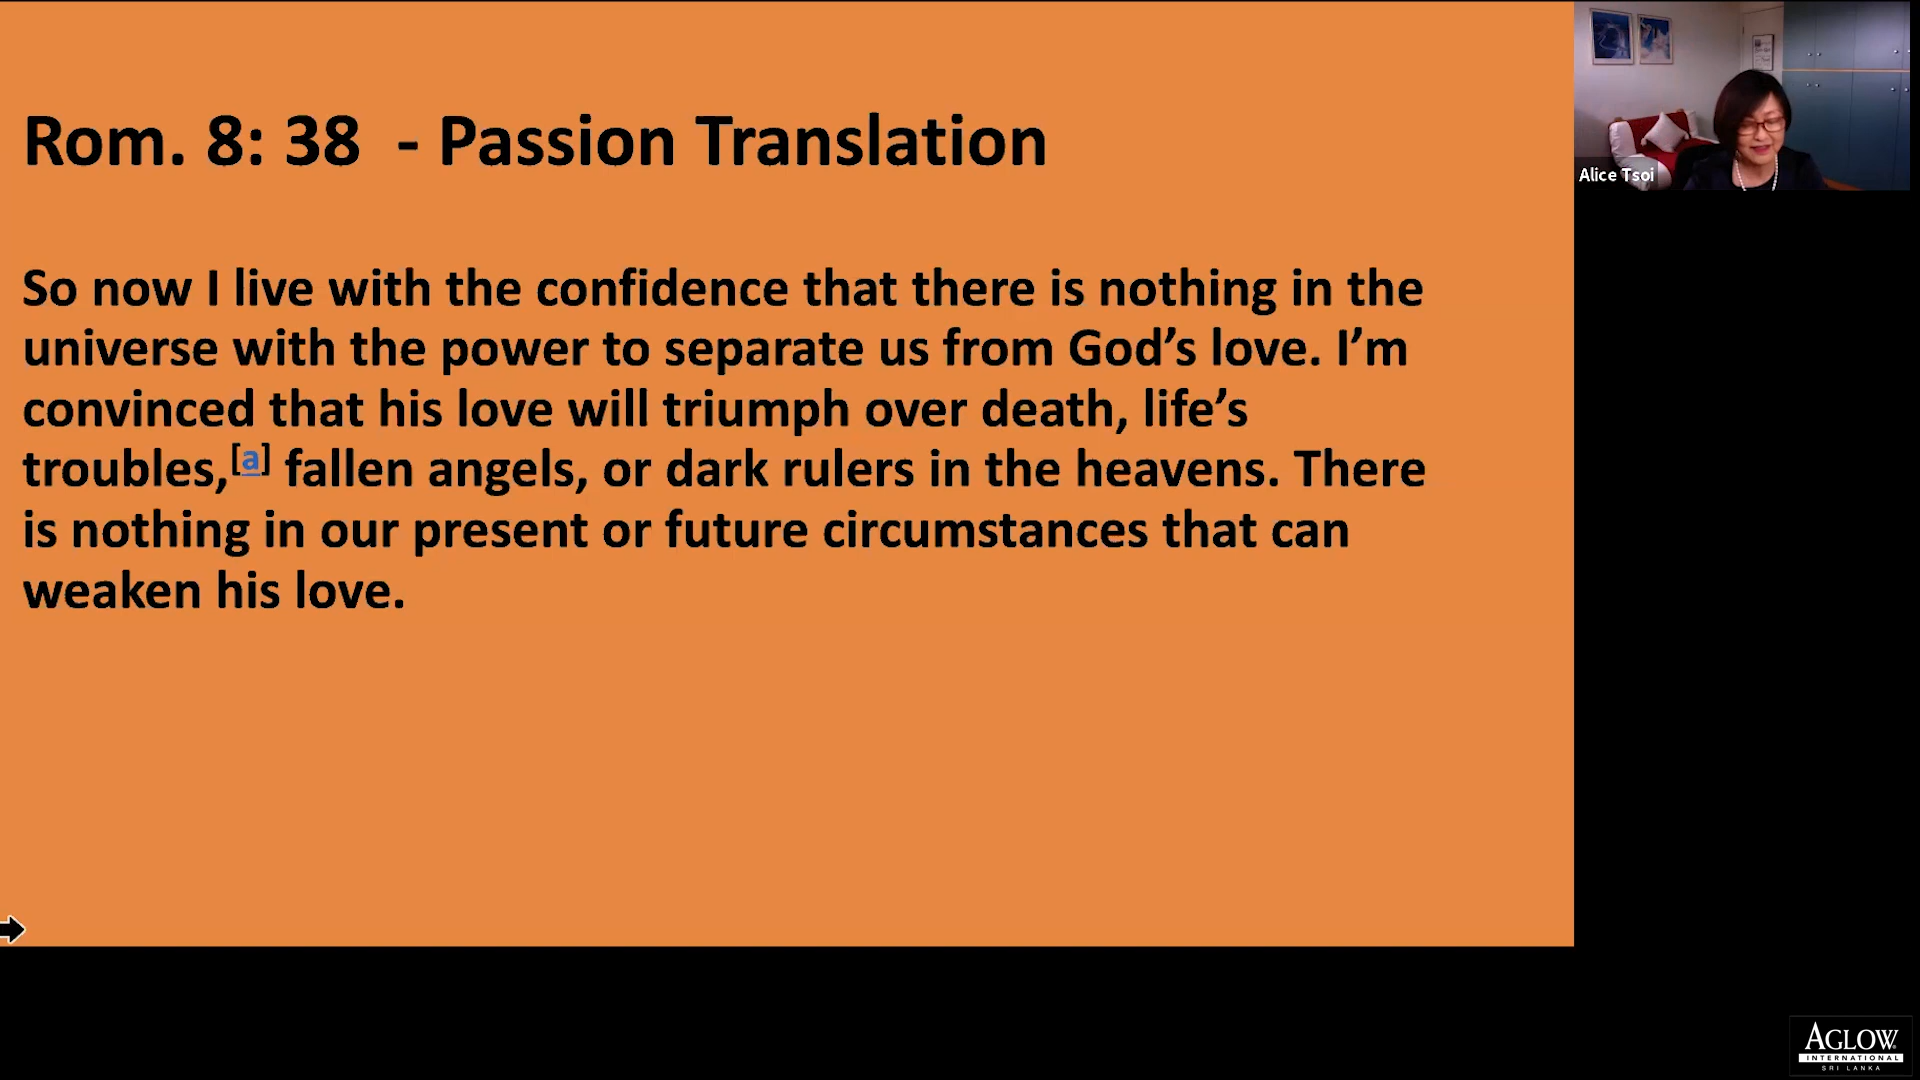 Rom. 8: 38  - Passion Translation
So now I live with the confidence that there is nothing in the
universe with the power to separate us from God’s love. I’m
convinced that his love will triumph over death, life’s
troubles,[a] fallen angels, or dark rulers in the heavens. There
is nothing in our present or future circumstances that can
weaken his love.
Alice Tsoi
AGLOW
INTERNATIONAL
SRI LANKA